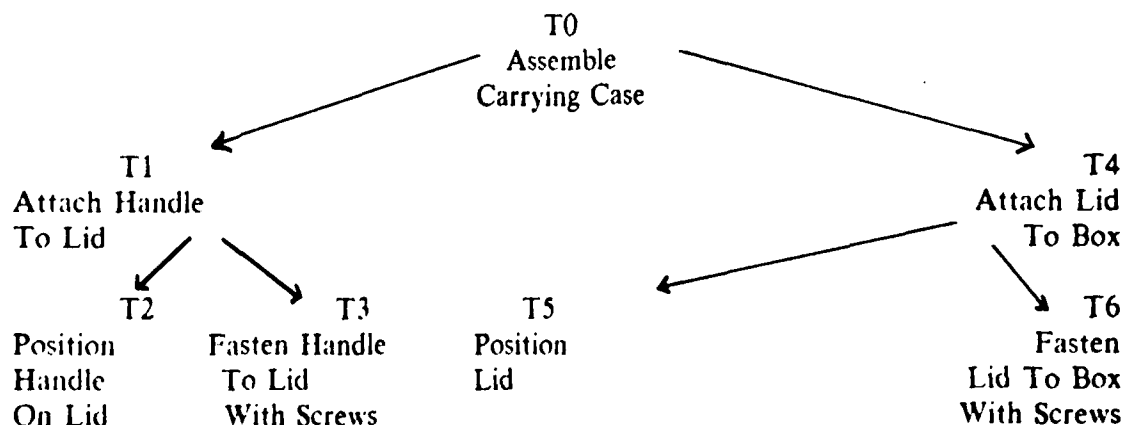 T0
Assemble
Carrying Case
T1
Attach Handle
To Lid
T4
Attach Lid
To Box
T2
Position
Handle
On Lid
T3
Fasten Handle
To Lid
With Screws
T5
Position
Lid
T6
Fasten
Lid To Box
With Screws